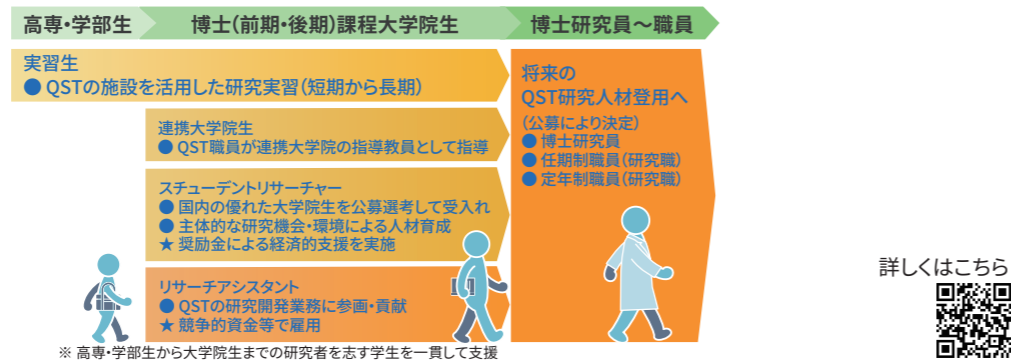 高専・学部生
博士(前期・後期)課程大学院生
博士研究員～職員
実習生
● QSTの施設を活用した研究実習(短期から長期)
連携大学院生
● QST職員が連携大学院の指導教員として指導
スチューデントリサーチャー
● 国内の優れた大学院生を公募選考して受入れ
● 主体的な研究機会・環境による人材育成
★ 奨励金による経済的支援を実施
リサーチアシスタント
● QSTの研究開発業務に参画・貢献
★ 競争的資金等で雇用
将来の
QST研究人材登用へ
(公募により決定)
● 博士研究員
● 任期制職員(研究職)
● 定年制職員(研究職)
※ 高専・学部生から大学院生までの研究者を志す学生を一貫して支援
詳しくはこちら